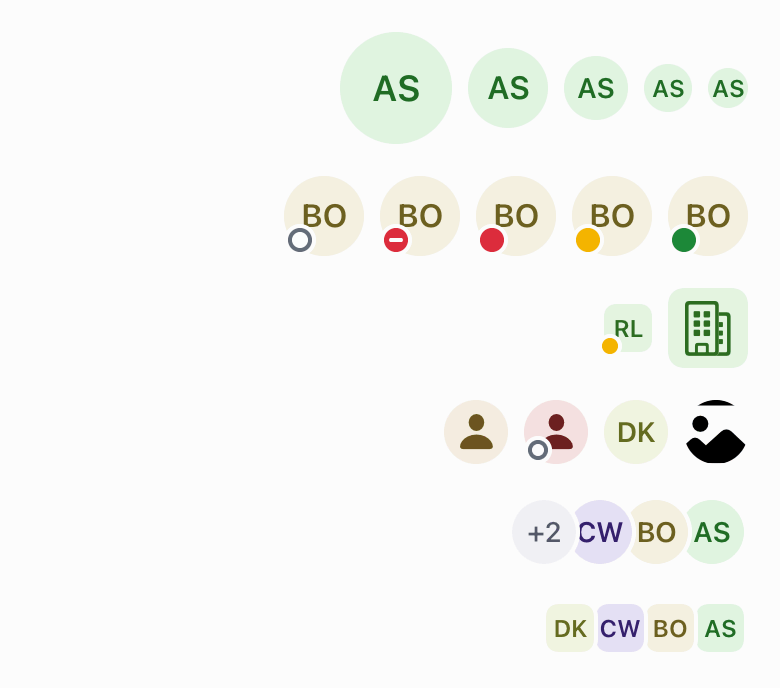 AS AS AS AS AS
BO BO BO BO BO
RL
DK
+2 CW BO AS
DK CW BO AS